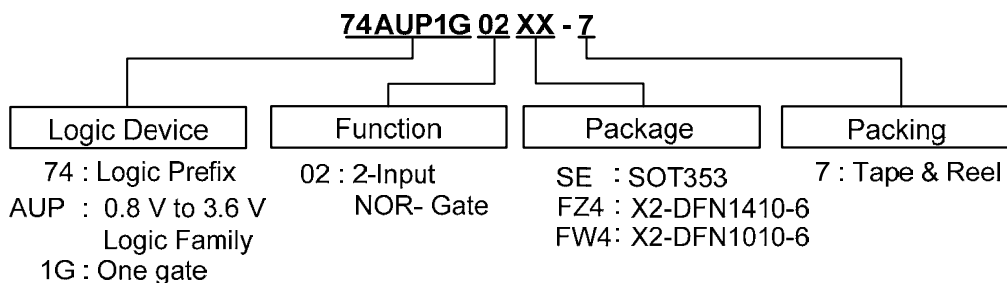 74AUP1G 02 XX - 7
Logic Device
74 : Logic Prefix
AUP : 0.8 V to 3.6 V
Logic Family
1G : One gate
Function
02 : 2-Input
NOR- Gate
Package
SE : SOT353
FZ4 : X2-DFN1410-6
FW4: X2-DFN1010-6
Packing
7 : Tape & Reel